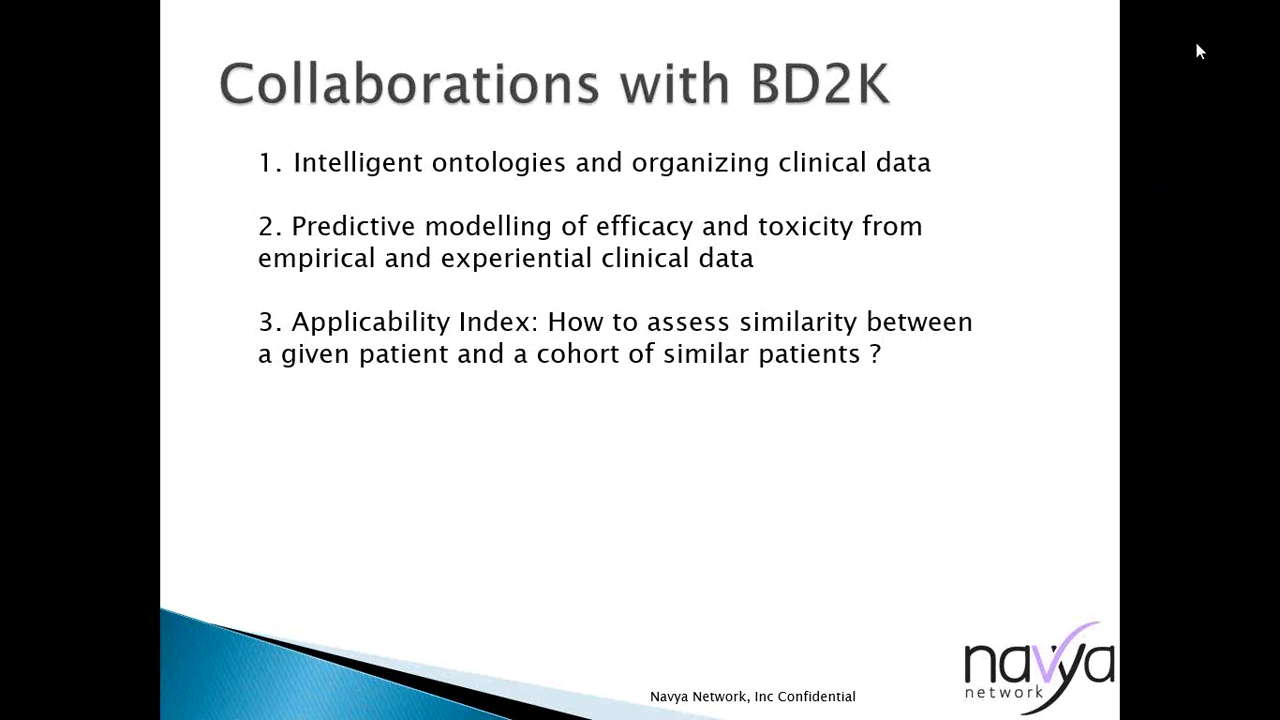 Collaborations with BD2K
1. Intelligent ontologies and organizing clinical data
2. Predictive modelling of efficacy and toxicity from
empirical and experiential clinical data
3. Applicability Index: How to assess similarity between
a given patient and a cohort of similar patients ?
Navya Network, Inc Confidential
navya
network